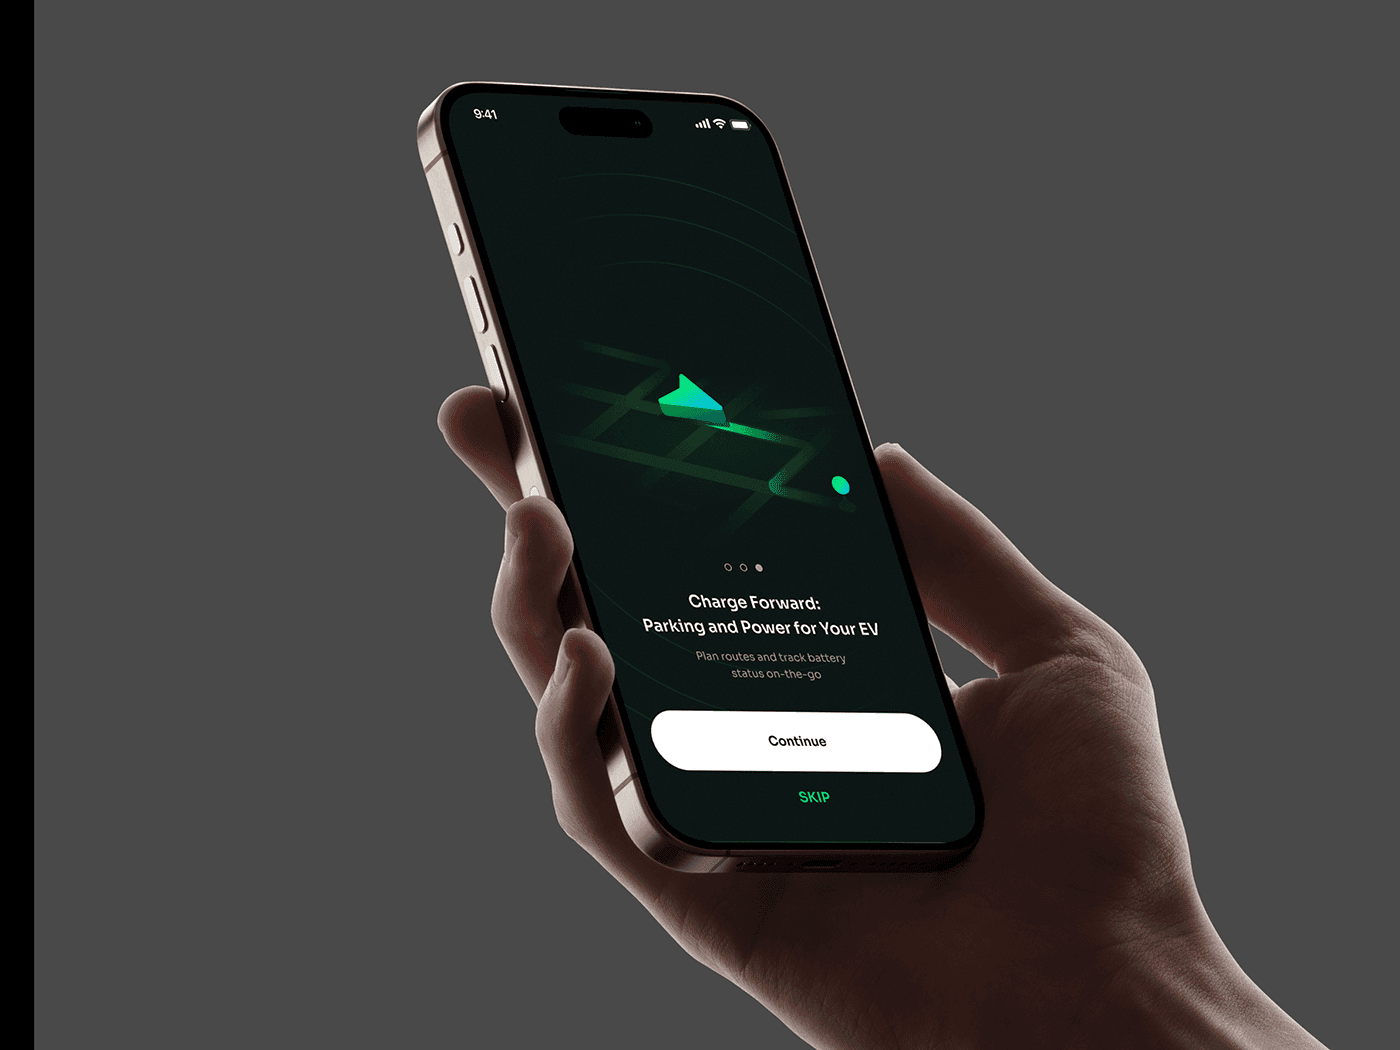 9:41
Charge Forward:
Parking and Power for Your EV
Plan routes and track battery
status on-the-go
Continue
SKIP